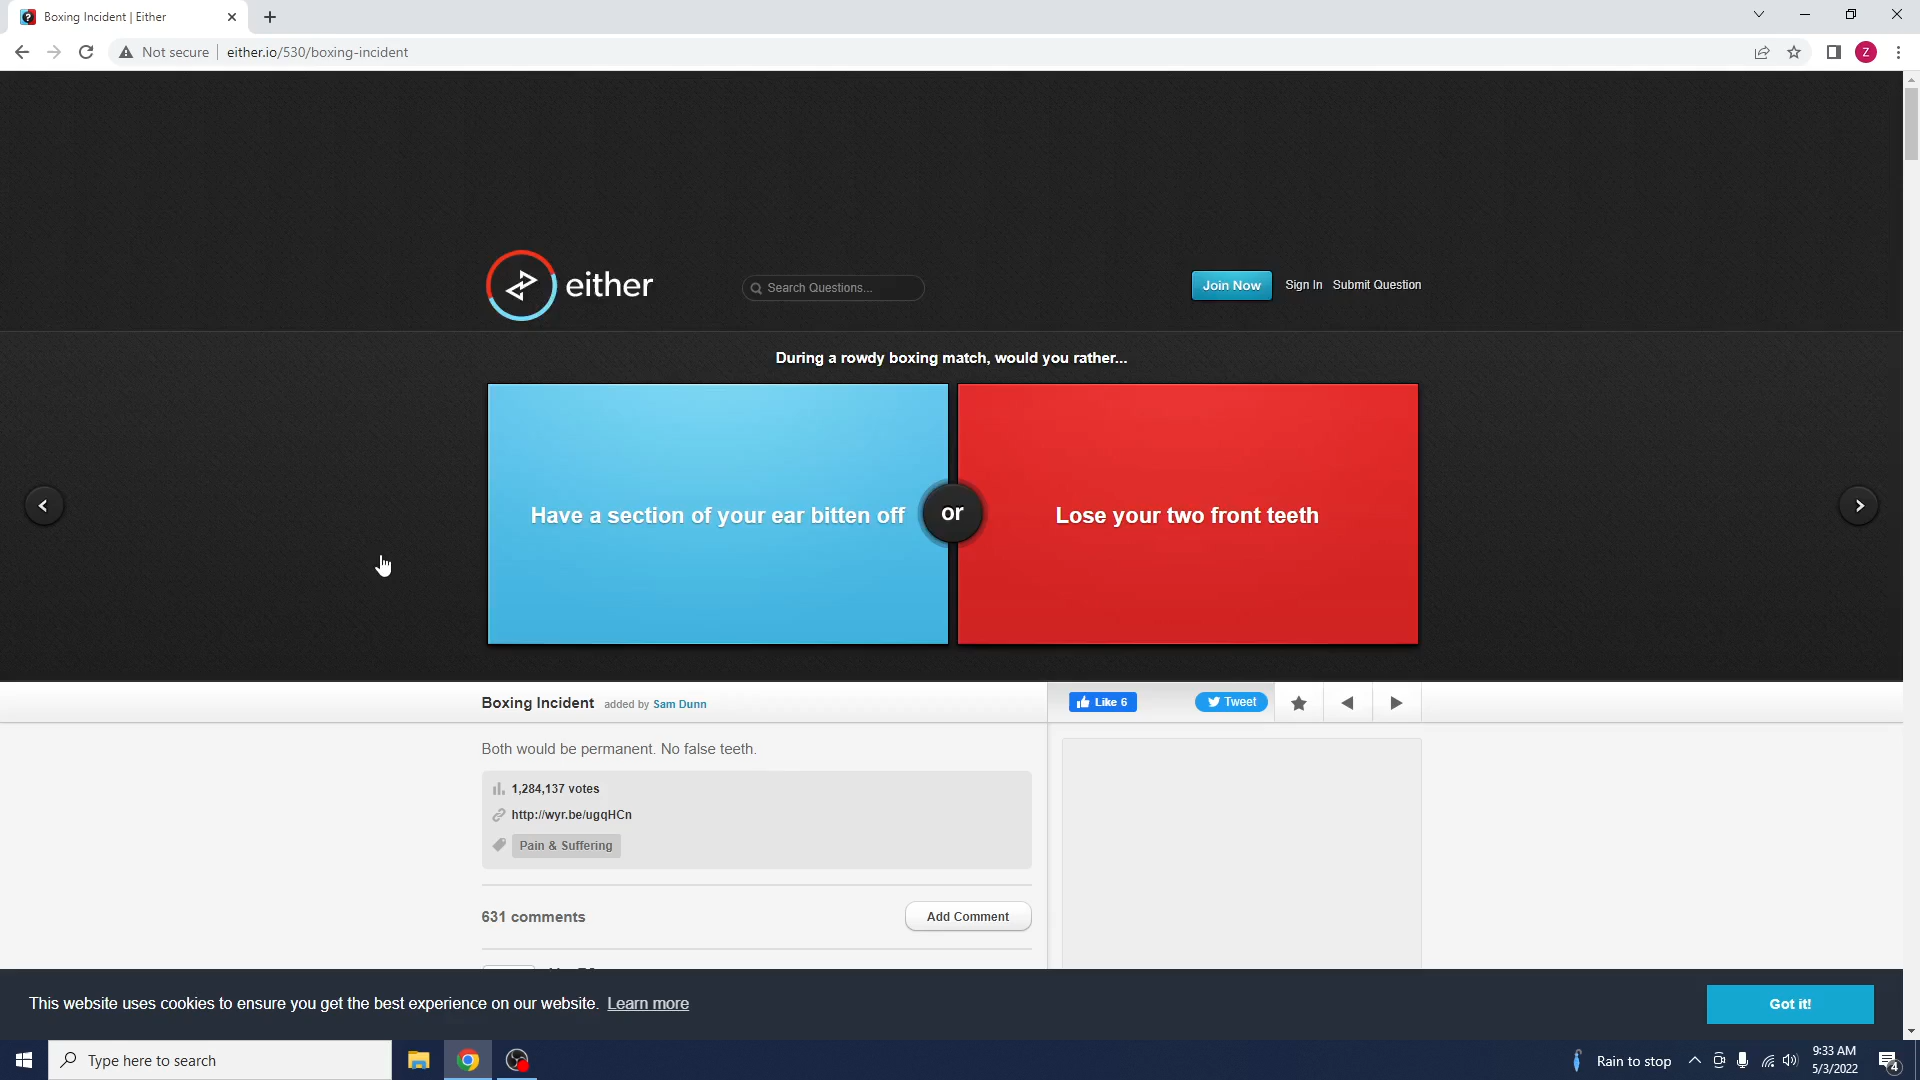 Boxing Incident | Either
Not secure
either.io/530/boxing-incident
Z
either
Search Questions...
Join Now
Sign In
Submit Question
During a rowdy boxing match, would you rather...
Have a section of your ear bitten off
or
Lose your two front teeth
Boxing Incident added by Sam Dunn
Like 6
Tweet
Both would be permanent. No false teeth.
1,284,137 votes
http://wyr.be/ugqHCn
Pain & Suffering
631 comments
Add Comment
This website uses cookies to ensure you get the best experience on our website. Learn more
Got it!
Type here to search
Rain to stop
9:33 AM
5/3/2022
4